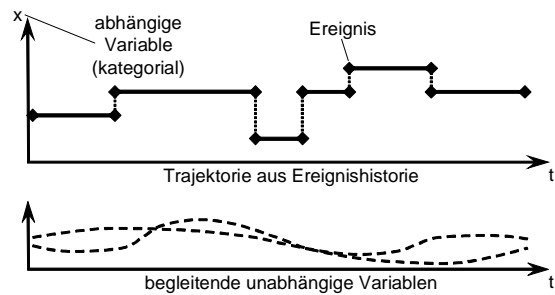 x
abhängige
Variable
(kategorial)
Ereignis
Trajektorie aus Ereignishistorie
t
begleitende unabhängige Variablen
t